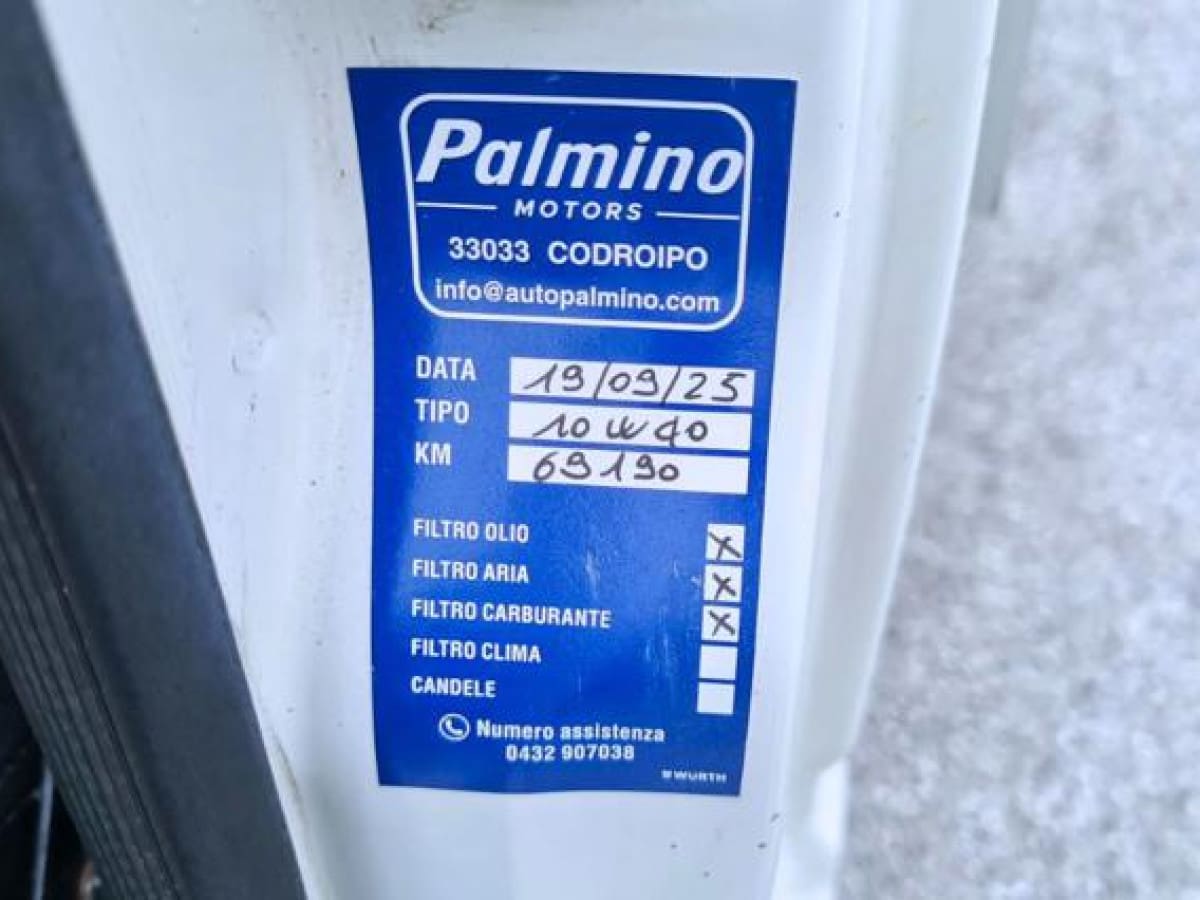 Palmino
MOTORS
33033 CODROIPO
info@autopalmino.com
DATA 19/09/25
TIPO 10W40
KM 69190
FILTRO OLIO X
FILTRO ARIA X
FILTRO CARBURANTE X
FILTRO CLIMA
CANDELE
Numero assistenza
0432 907038
WURTH